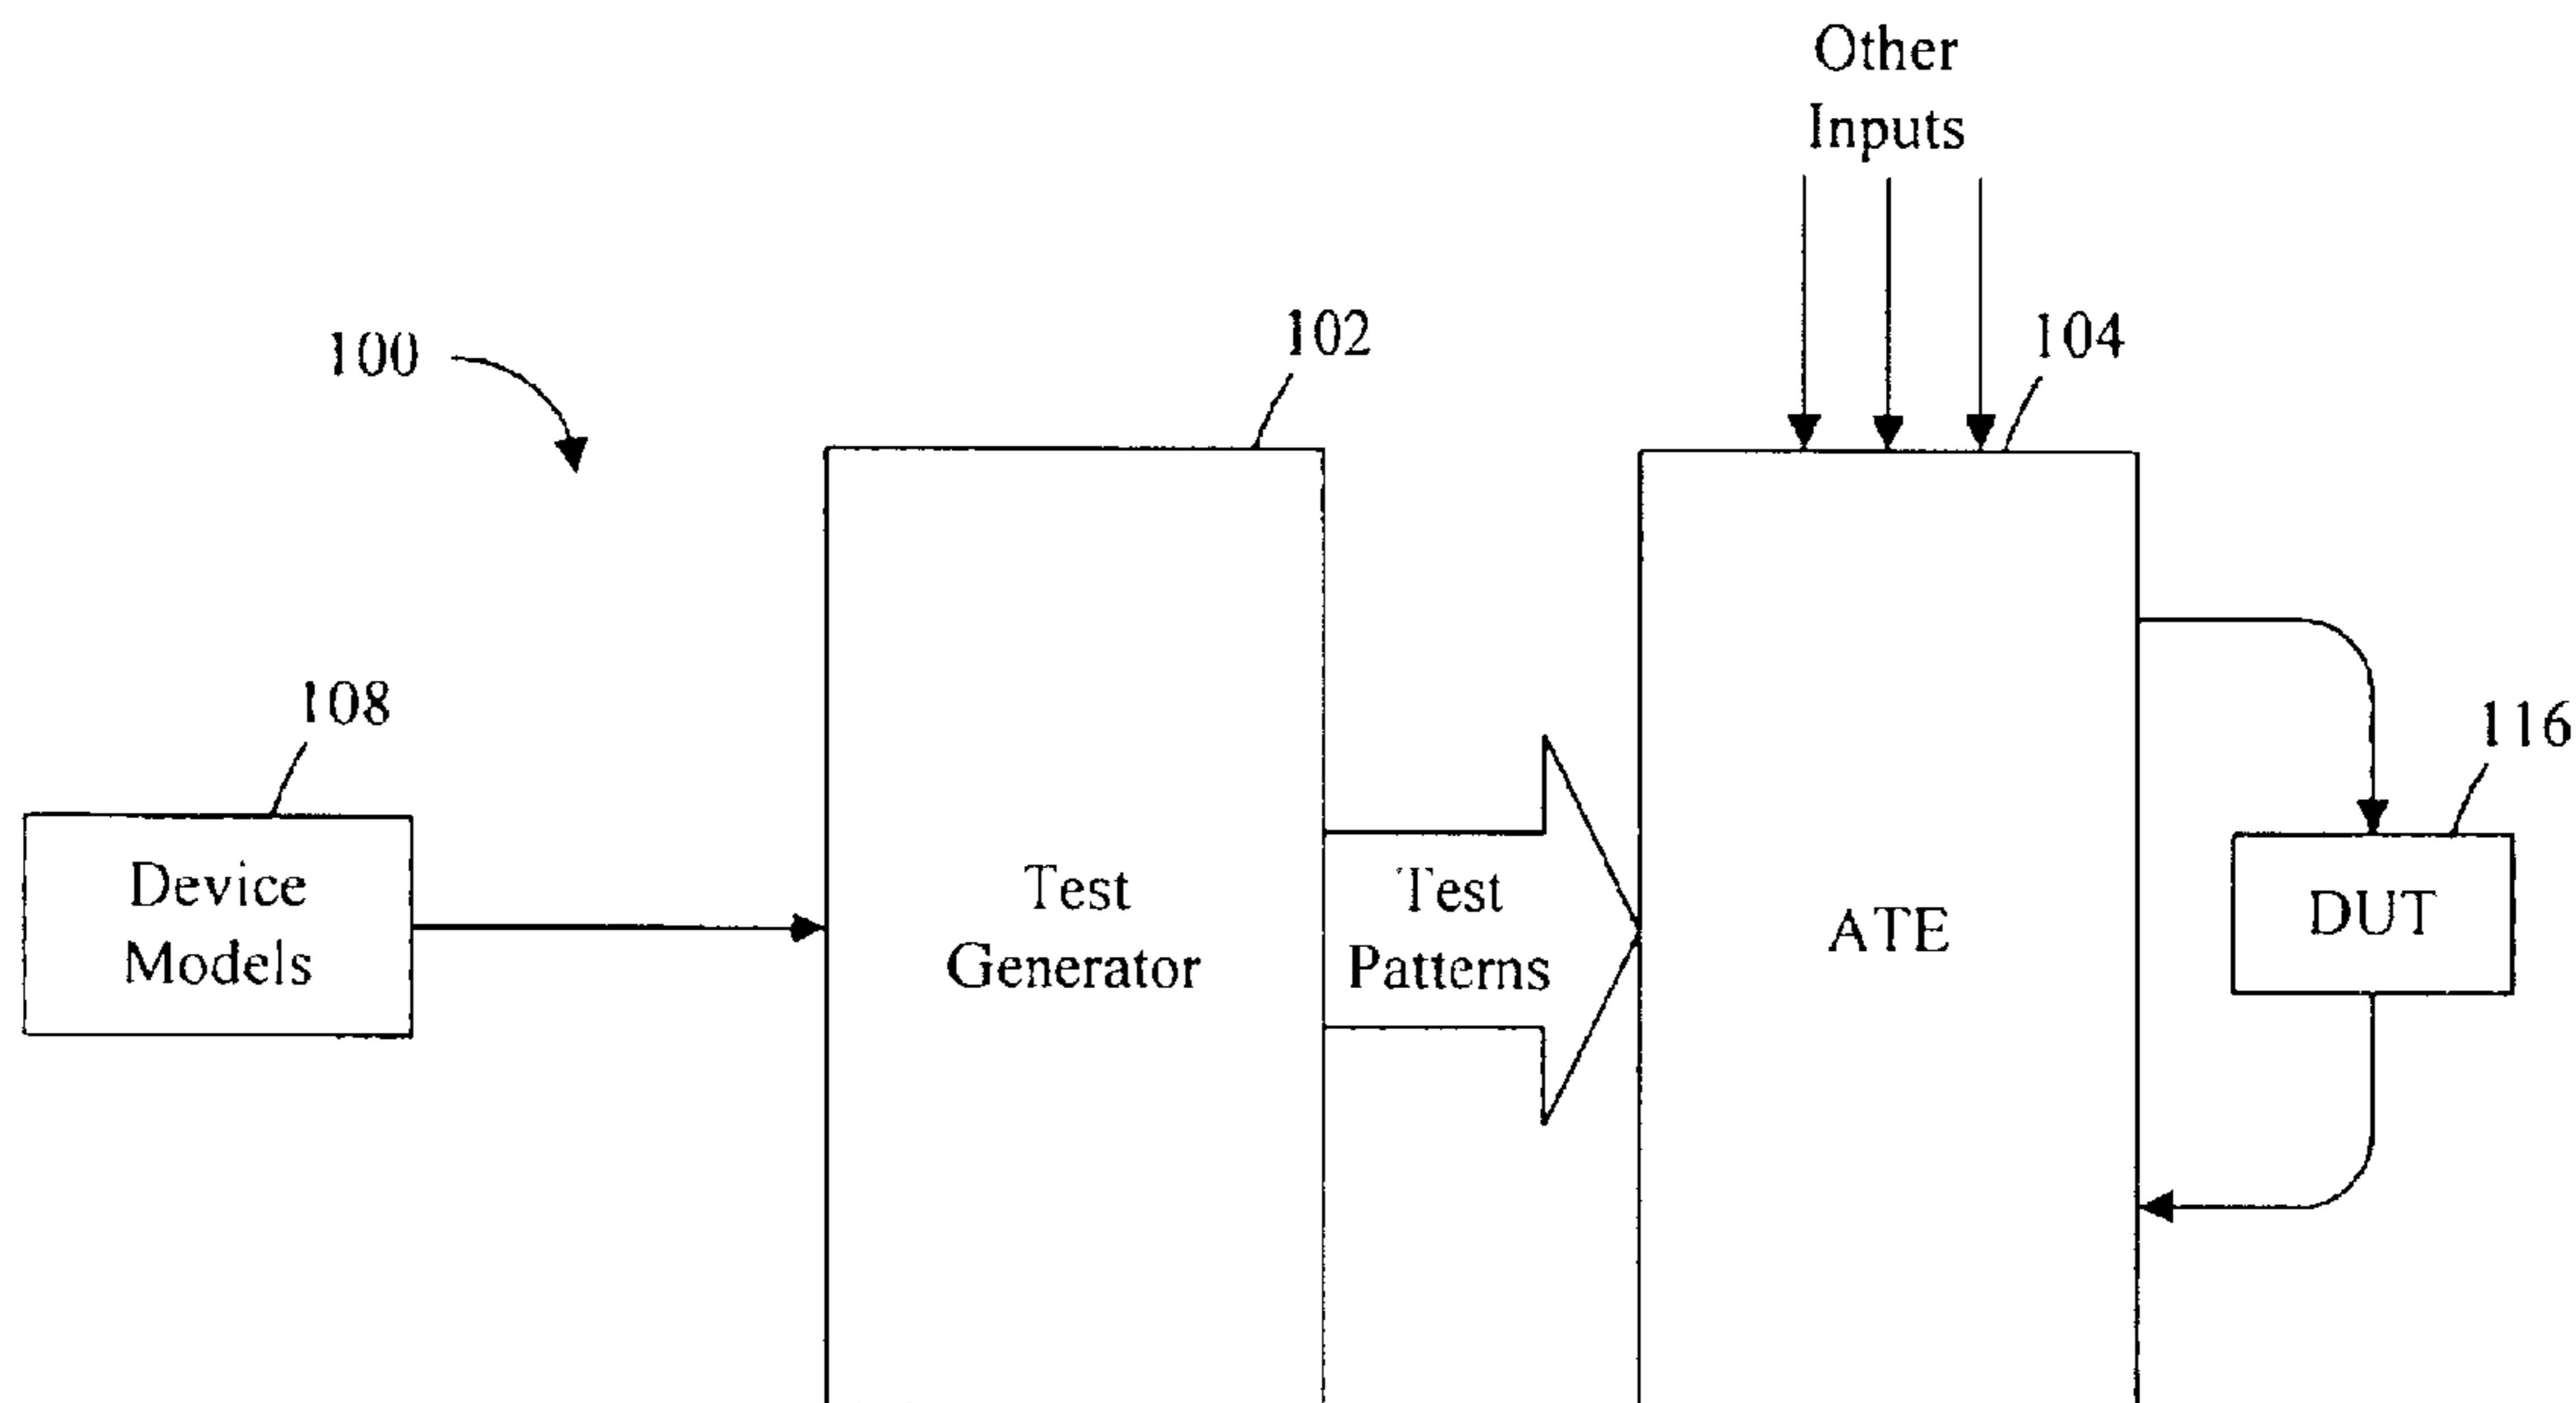 Other
Inputs
100
102
104
108
116
Device
Models
Test
Generator
Test
Patterns
ATE
DUT